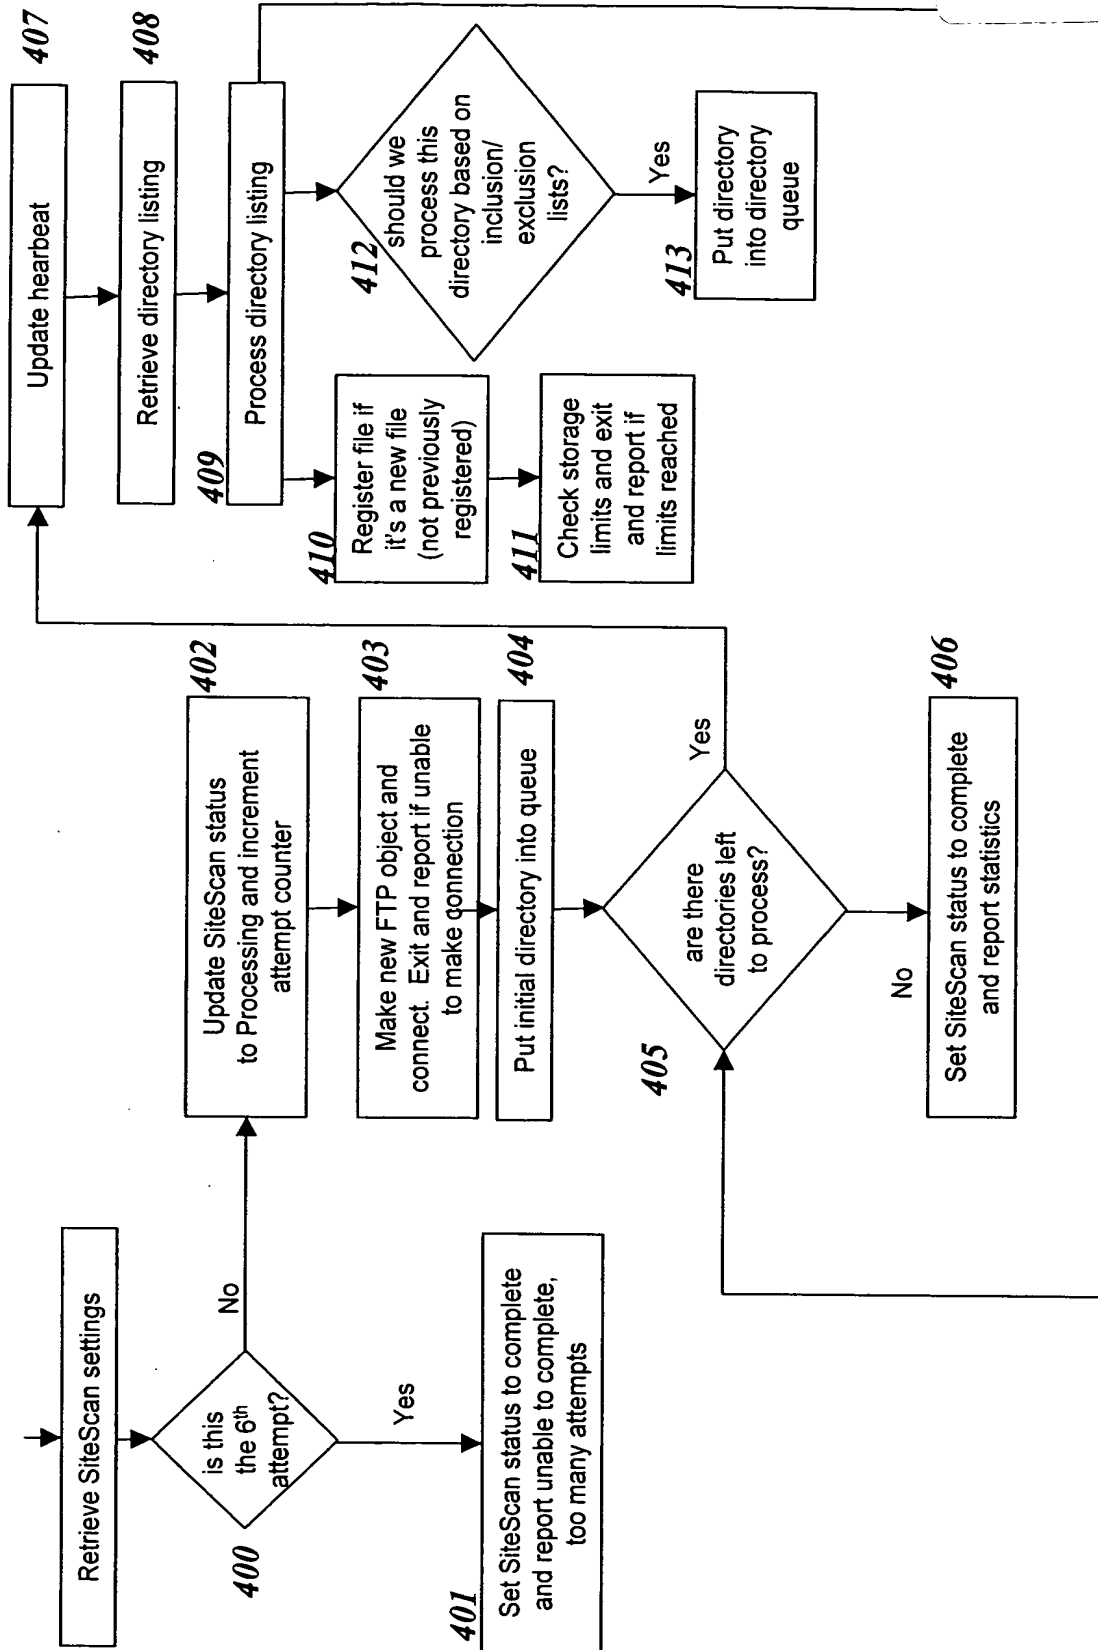 Retrieve SiteScan settings
is this
the 6th
attempt?
400
No
Yes
401
Set SiteScan status to complete
and report unable to complete,
too many attempts
402
Update SiteScan status
to Processing and increment
attempt counter
403
Make new FTP object and
connect. Exit and report if unable
to make connection
404
Put initial directory into queue
405
are there
directories left
to process?
Yes
No
406
Set SiteScan status to complete
and report statistics
407
Update hearbeat
408
Retrieve directory listing
409
Process directory listing
410
Register file if
it's a new file
(not previously
registered)
411
Check storage
limits and exit
and report if
limits reached
412
should we
process this
directory based on
inclusion/
exclusion
lists?
Yes
413
Put directory
into directory
queue